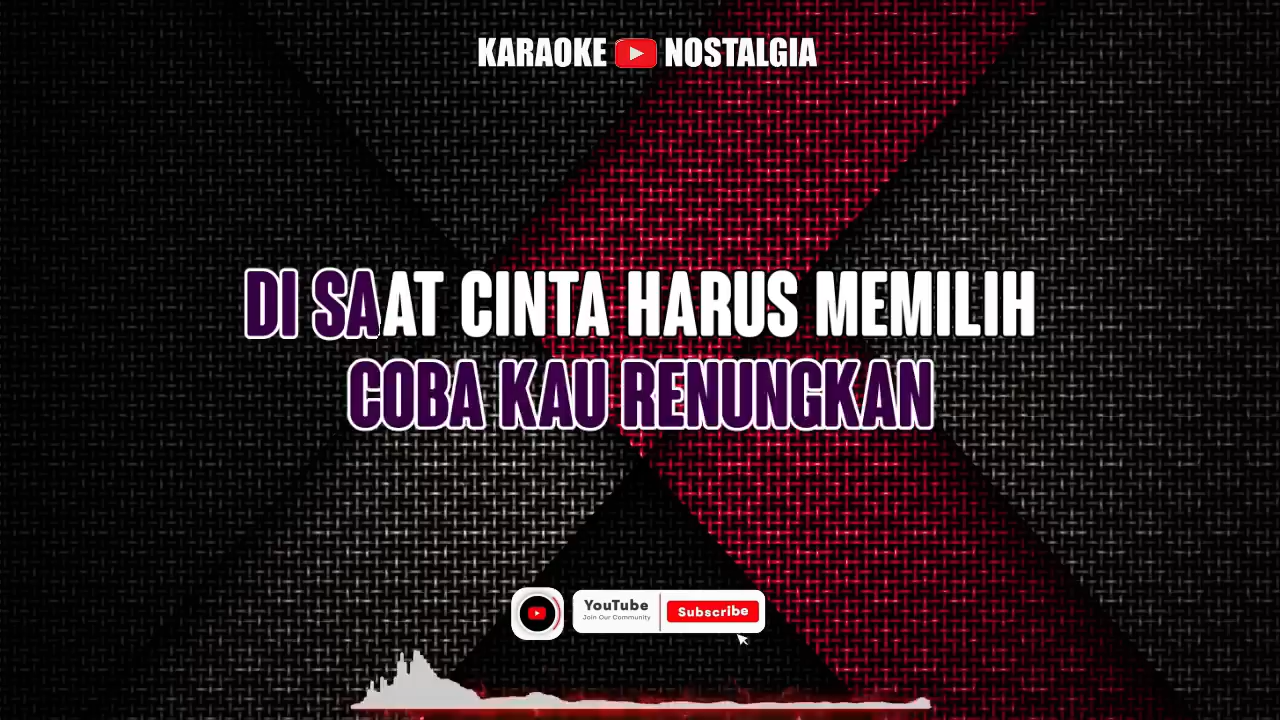 KARAOKE NOSTALGIA
DI SAAT CINTA HARUS MEMILIH
COBA KAU RENUNGKAN
YouTube
Join Our Community
Subscribe